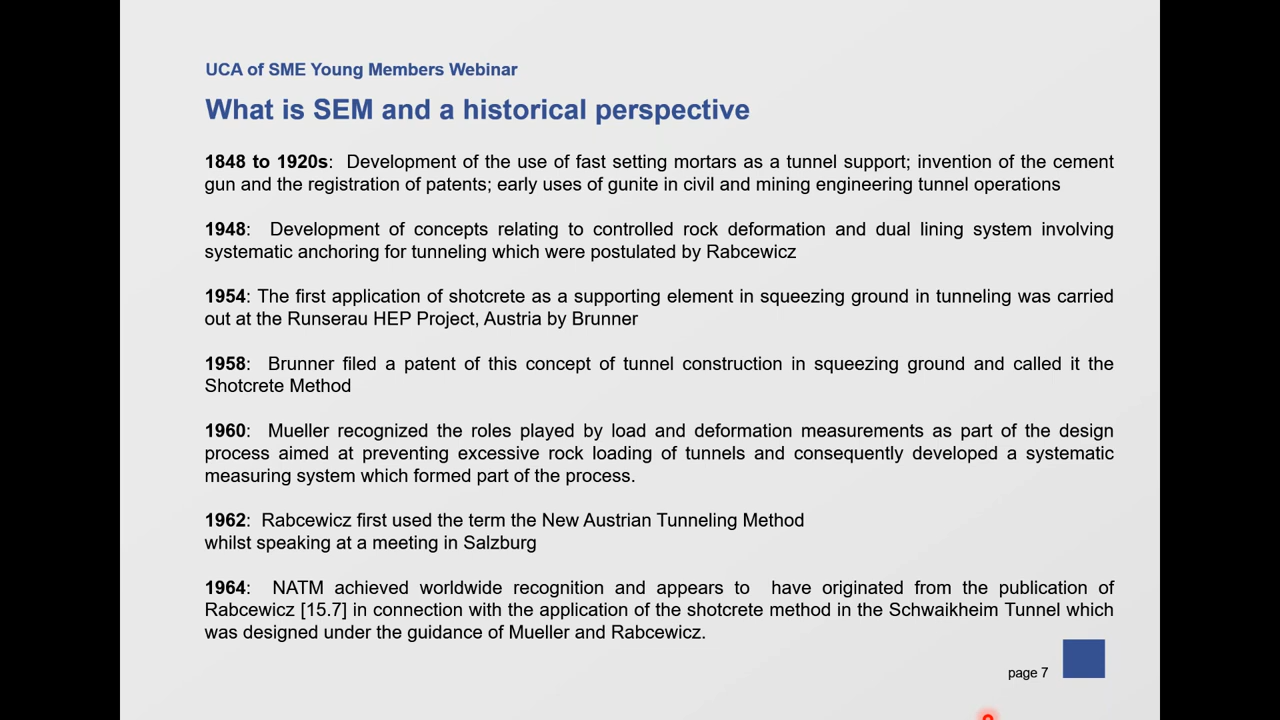 UCA of SME Young Members Webinar
What is SEM and a historical perspective
1848 to 1920s:  Development of the use of fast setting mortars as a tunnel support; invention of the cement
gun and the registration of patents; early uses of gunite in civil and mining engineering tunnel operations
1948:  Development of concepts relating to controlled rock deformation and dual lining system involving
systematic anchoring for tunneling which were postulated by Rabcewicz
1954: The first application of shotcrete as a supporting element in squeezing ground in tunneling was carried
out at the Runserau HEP Project, Austria by Brunner
1958:  Brunner filed a patent of this concept of tunnel construction in squeezing ground and called it the
Shotcrete Method
1960:  Mueller recognized the roles played by load and deformation measurements as part of the design
process aimed at preventing excessive rock loading of tunnels and consequently developed a systematic
measuring system which formed part of the process.
1962:  Rabcewicz first used the term the New Austrian Tunneling Method
whilst speaking at a meeting in Salzburg
1964:  NATM achieved worldwide recognition and appears to  have originated from the publication of
Rabcewicz [15.7] in connection with the application of the shotcrete method in the Schwaikheim Tunnel which
was designed under the guidance of Mueller and Rabcewicz.
page 7